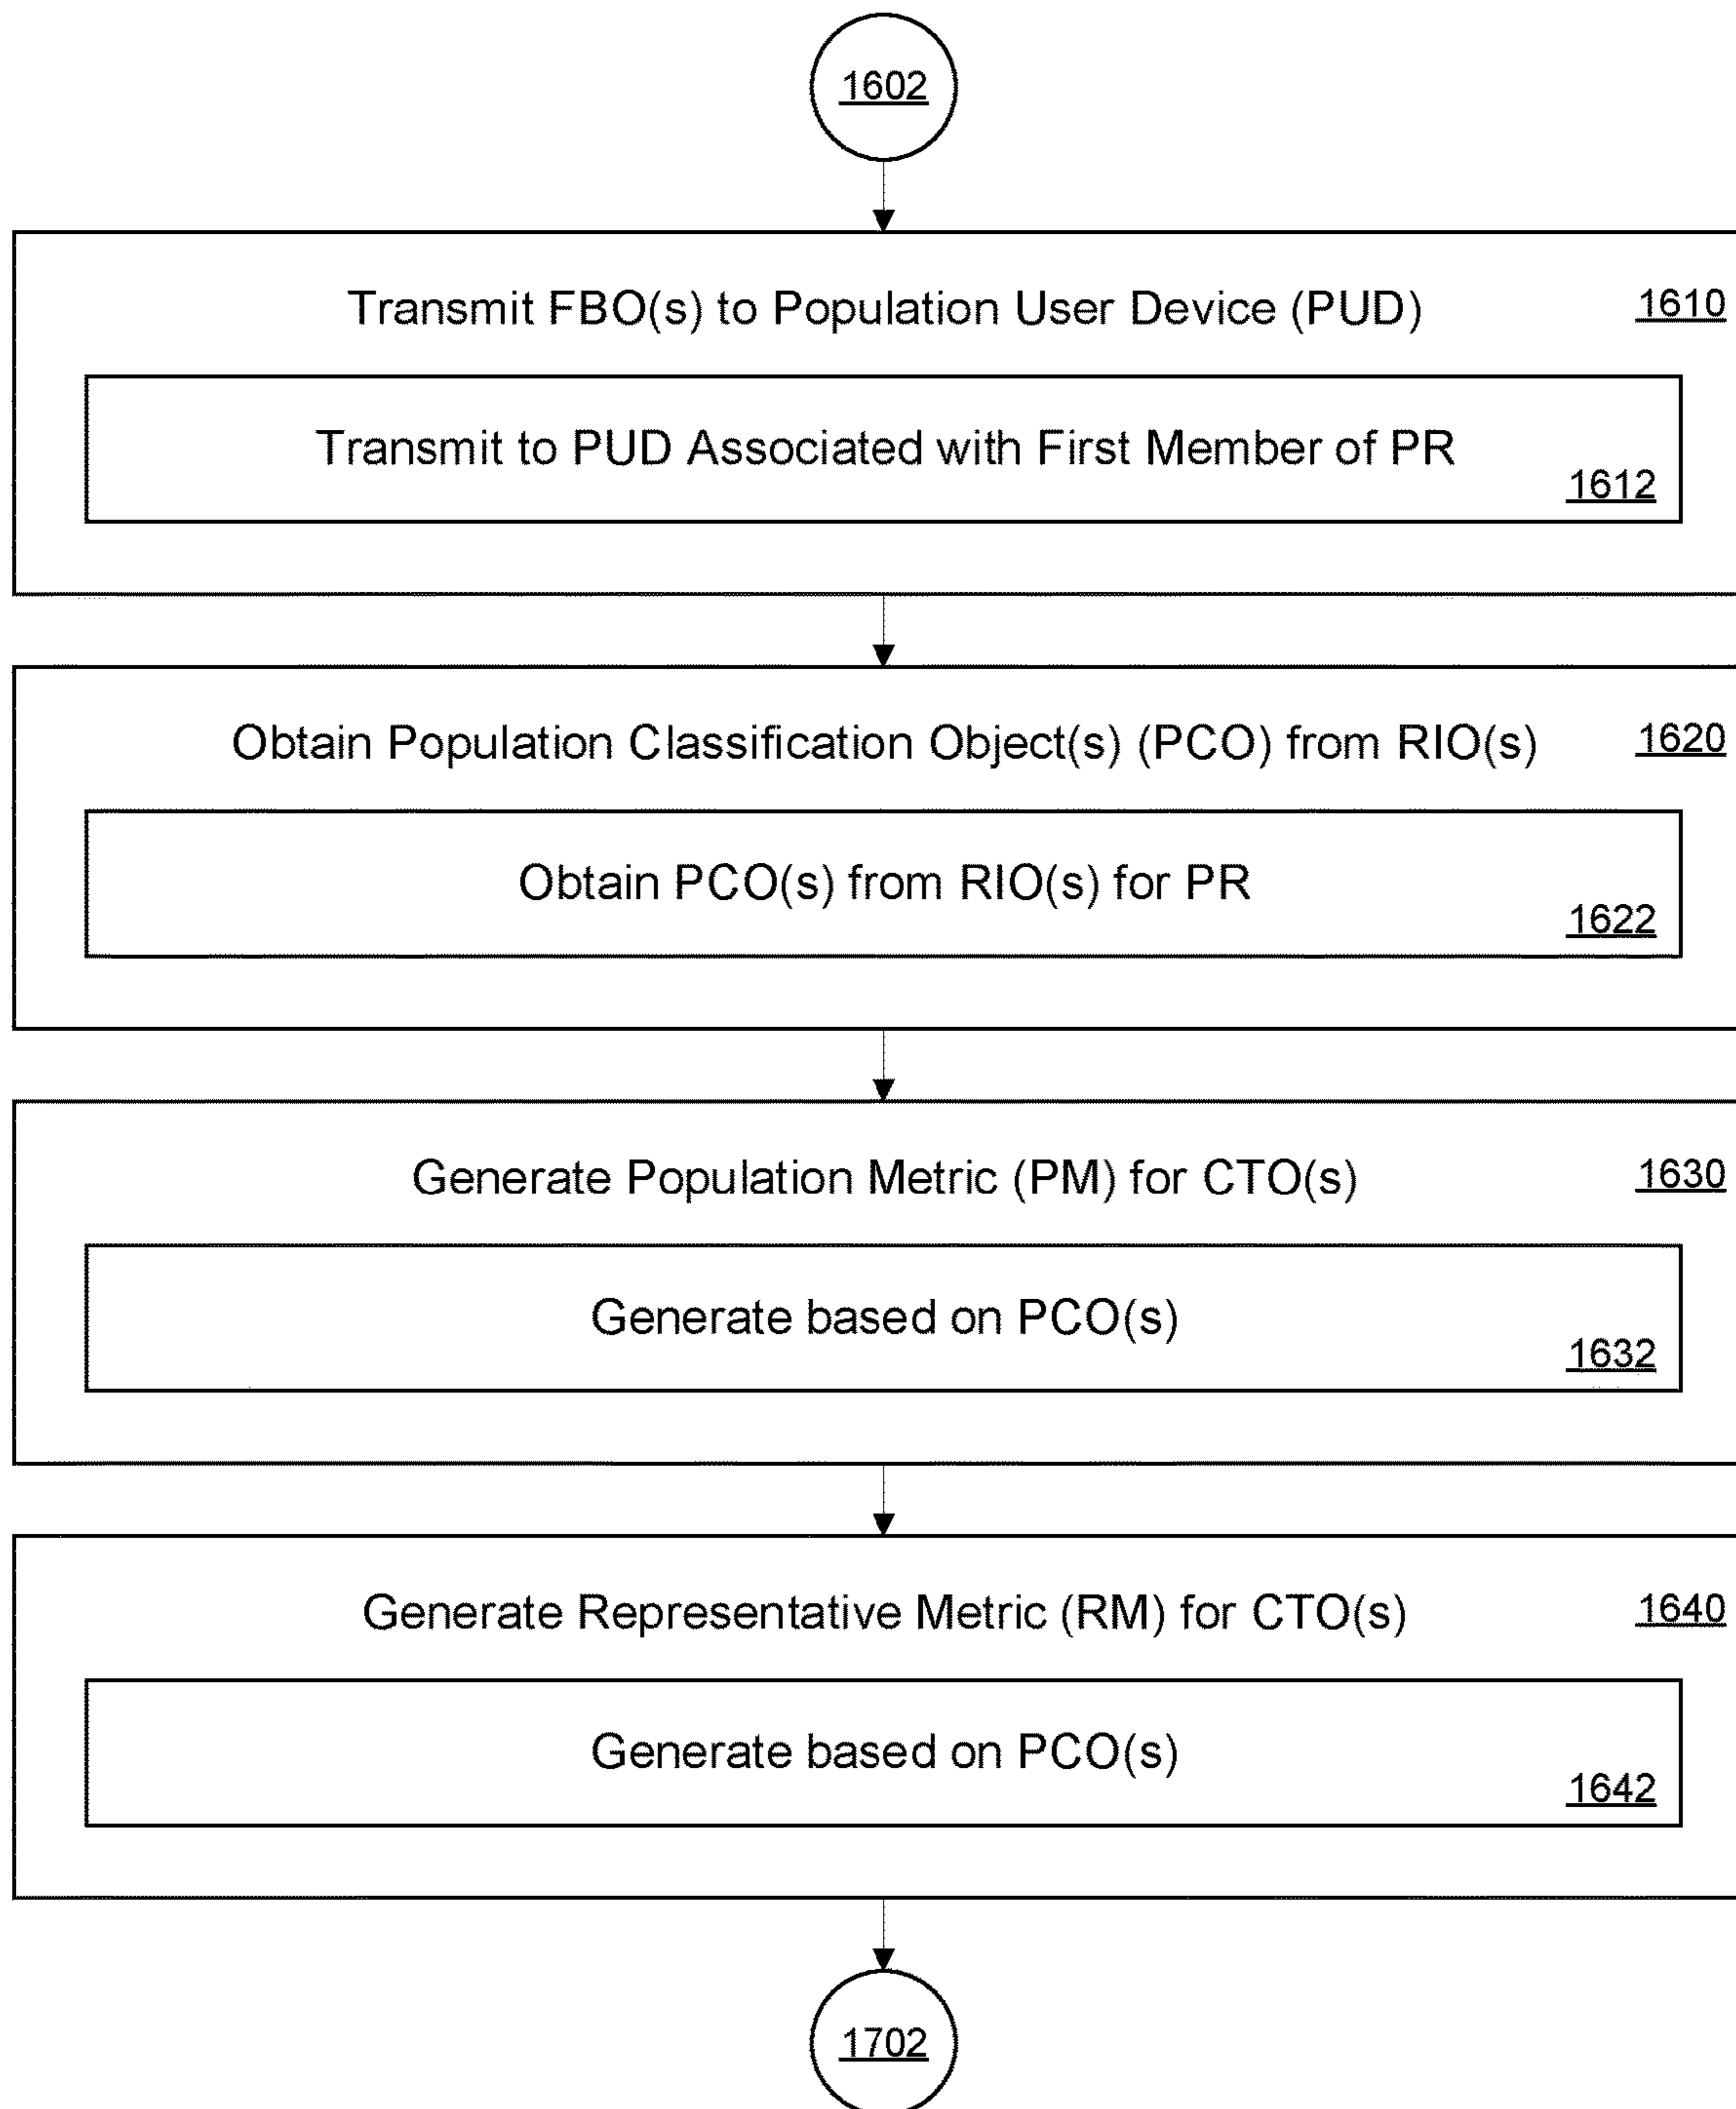 1602
Transmit FBO(s) to Population User Device (PUD) 1610
Transmit to PUD Associated with First Member of PR
1612
Obtain Population Classification Object(s) (PCO) from RIO(s) 1620
Obtain PCO(s) from RIO(s) for PR
1622
Generate Population Metric (PM) for CTO(s) 1630
Generate based on PCO(s)
1632
Generate Representative Metric (RM) for CTO(s) 1640
Generate based on PCO(s)
1642
1702